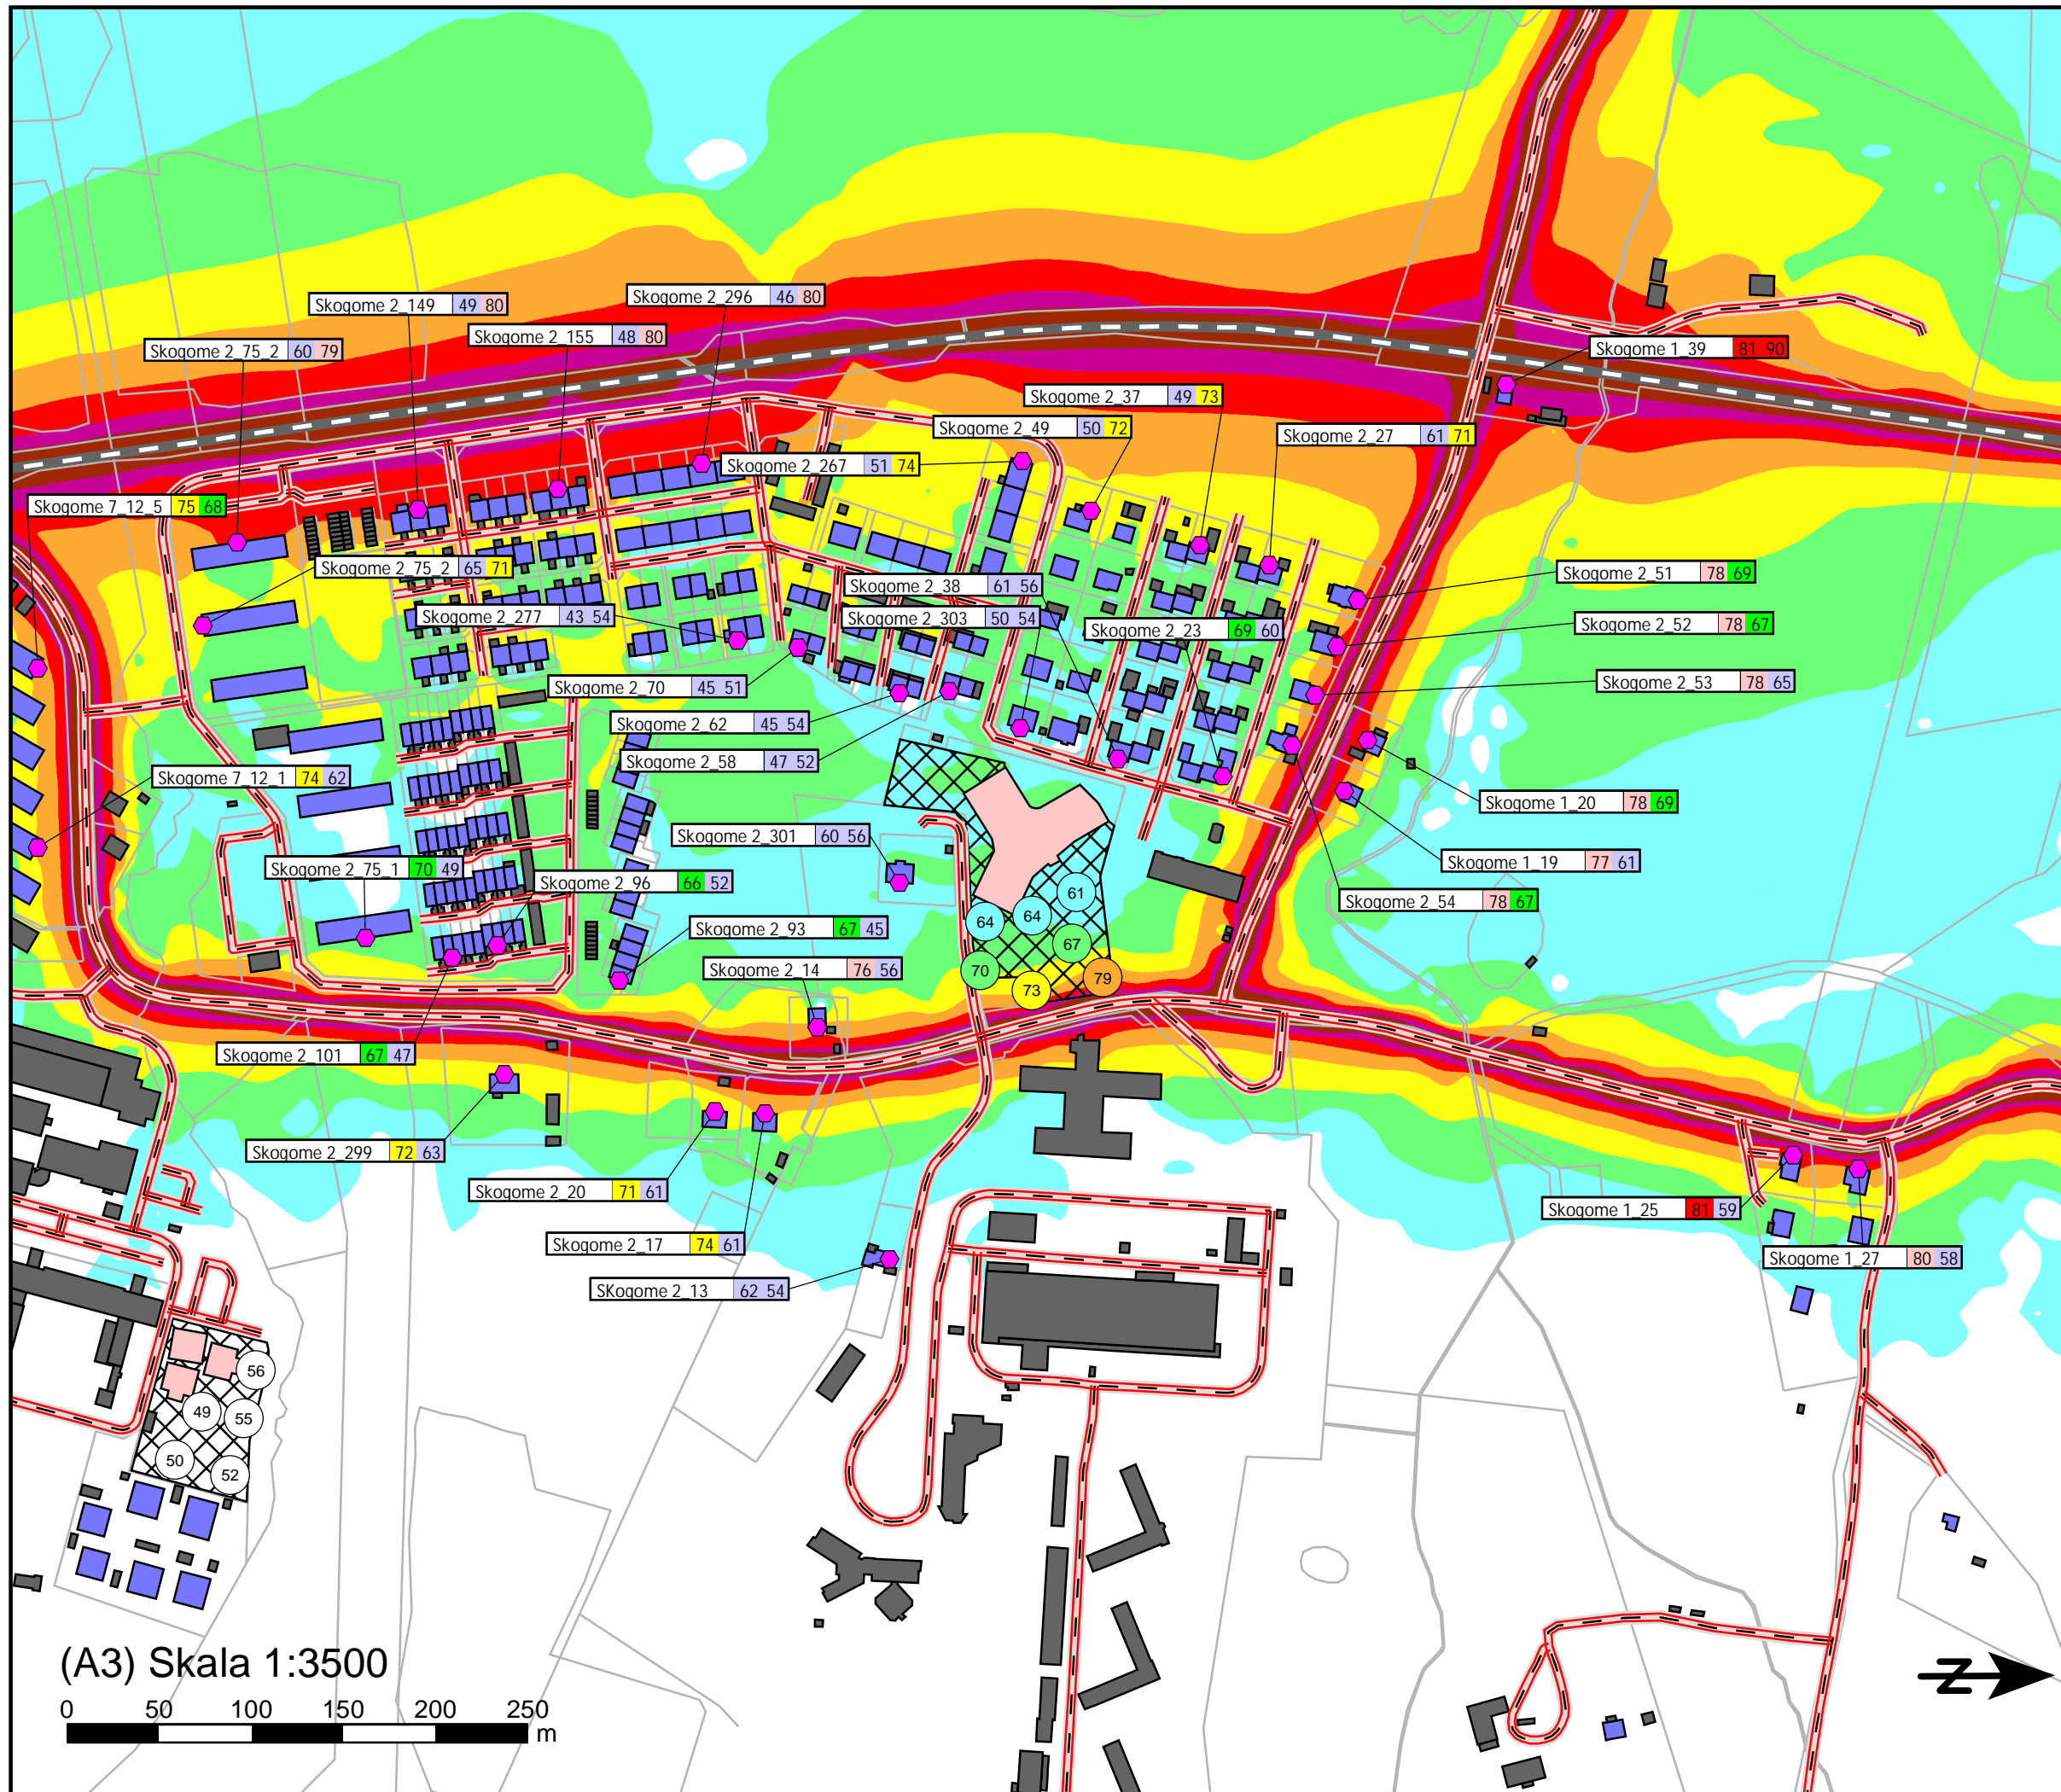 Skogome 2_296 46 80
Skogome 2_149 49 80
Skogome 2_155 48 80
Skogome 2_75_2 60 79
Skogome 1_39 81 90
Skogome 2_37 49 73
Skogome 2_49 50 72
Skogome 2_27 61 71
Skogome 2_267 51 74
Skogome 7_12_5 75 68
Skogome 2_75_2 65 71
Skogome 2_51 78 69
Skogome 2_38 61 56
Skogome 2_277 43 54
Skogome 2_303 50 54
Skogome 2_23 69 60
Skogome 2_52 78 67
Skogome 2_53 78 65
Skogome 2_70 45 51
Skogome 2_62 45 54
Skogome 2_58 47 52
Skogome 7_12_1 74 62
Skogome 1_20 78 69
Skogome 2_301 60 56
Skogome 1_19 77 61
Skogome 2_75_1 70 49
Skogome 2_96 66 52
61
Skogome 2_54 78 67
64
64
Skogome 2_93 67 45
67
Skogome 2_14 76 56
70
79
73
Skogome 2_101 67 47
Skogome 2_299 72 63
Skogome 2_20 71 61
Skogome 1_25 81 59
Skogome 2_17 74 61
Skogome 1_27 80 58
SKogome 2_13 62 54
56
49
55
50
52
(A3) Skala 1:3500
0 50 100 150 200 250
m
N